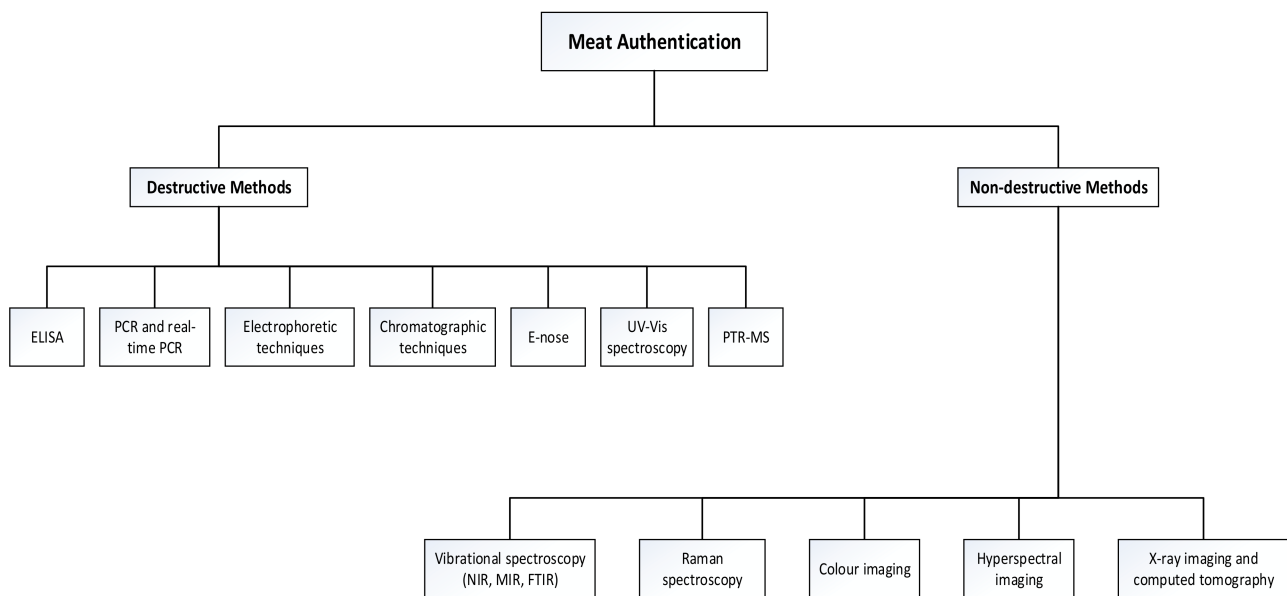 Meat Authentication
Destructive Methods
Non-destructive Methods
ELISA
PCR and real-
time PCR
Electrophoretic
techniques
Chromatographic
techniques
E-nose
UV-Vis
spectroscopy
PTR-MS
Vibrational spectroscopy
(NIR, MIR, FTIR)
Raman
spectroscopy
Colour imaging
Hyperspectral
imaging
X-ray imaging and
computed tomography